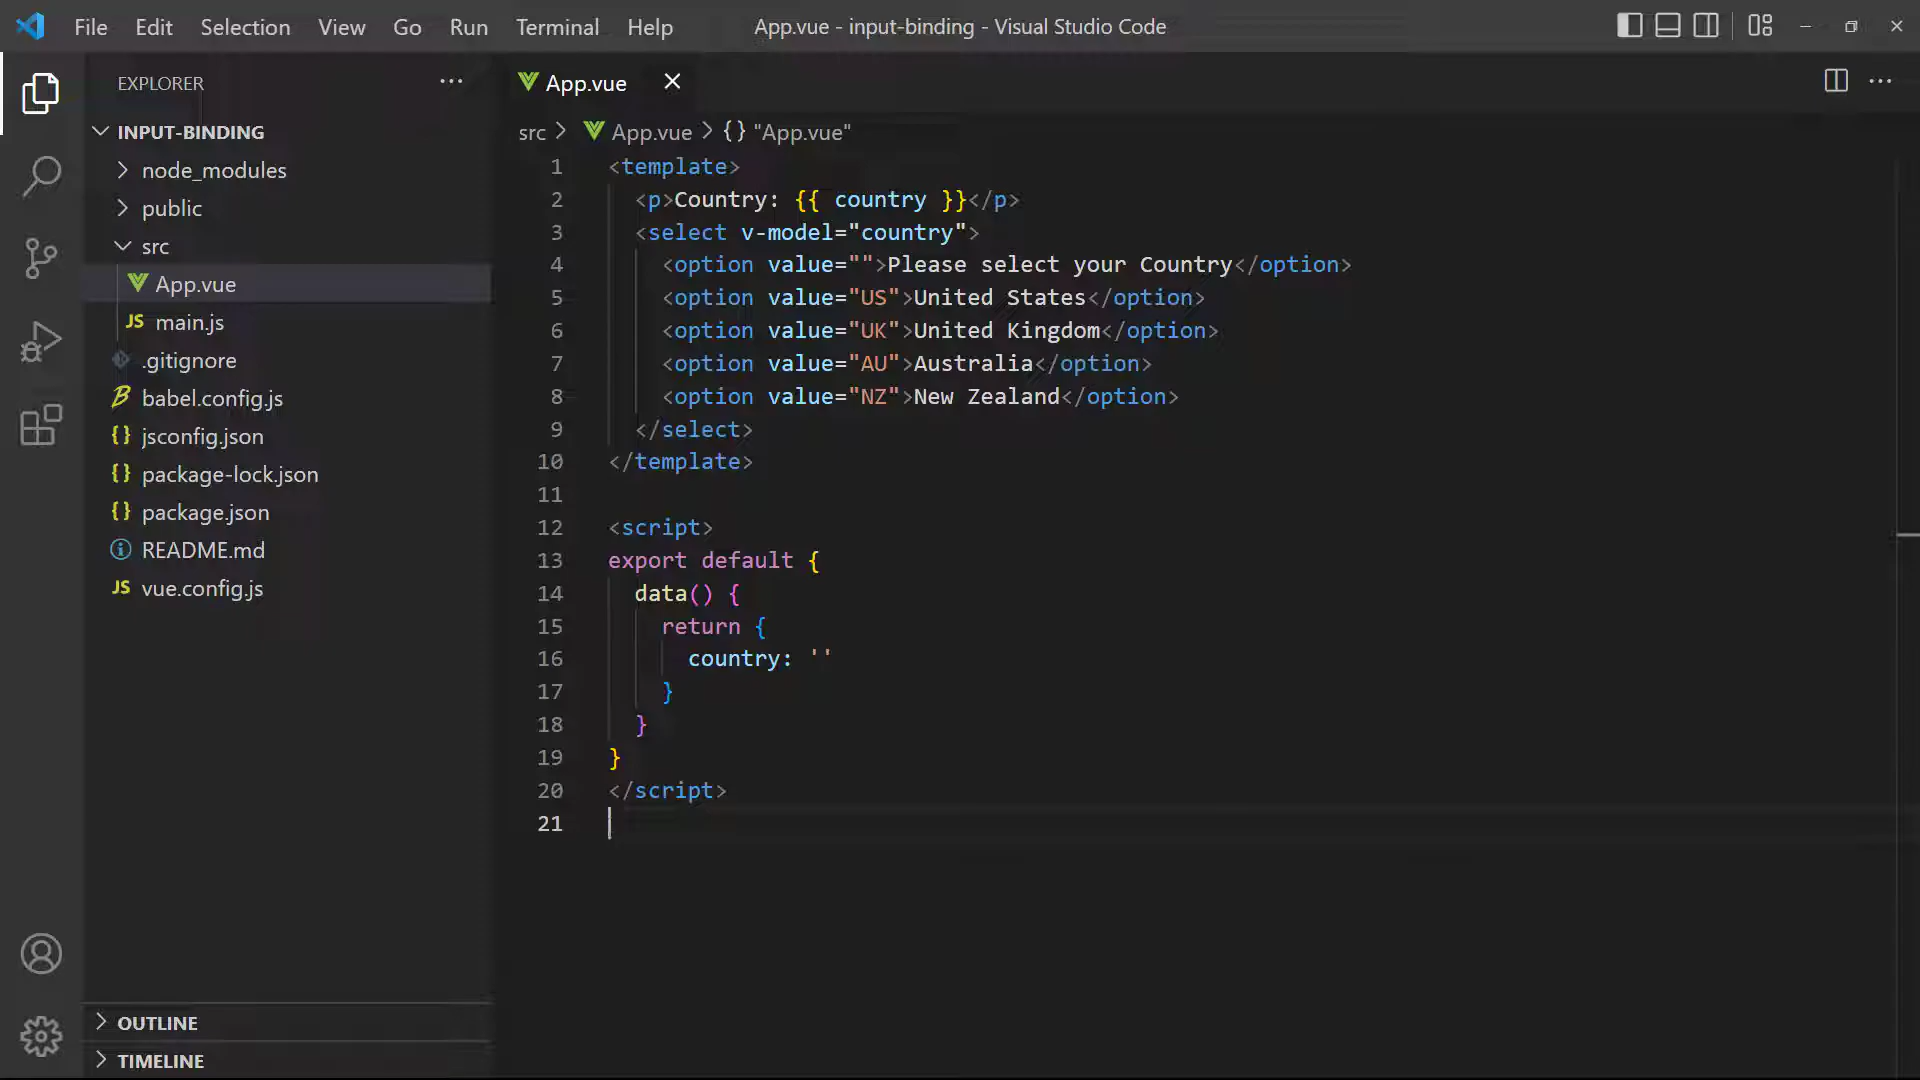 File Edit Selection View Go Run Terminal Help
App.vue - input-binding - Visual Studio Code
EXPLORER
INPUT-BINDING
node_modules
public
src
App.vue
JS main.js
.gitignore
babel.config.js
{} jsconfig.json
{} package-lock.json
{} package.json
README.md
JS vue.config.js
OUTLINE
TIMELINE
App.vue
src > App.vue > {} "App.vue"
1 <template>
2   <p>Country: {{ country }}</p>
3   <select v-model="country">
4     <option value="">Please select your Country</option>
5     <option value="US">United States</option>
6     <option value="UK">United Kingdom</option>
7     <option value="AU">Australia</option>
8     <option value="NZ">New Zealand</option>
9   </select>
10 </template>
11
12 <script>
13 export default {
14   data() {
15     return {
16       country: ''
17     }
18   }
19 }
20 </script>
21